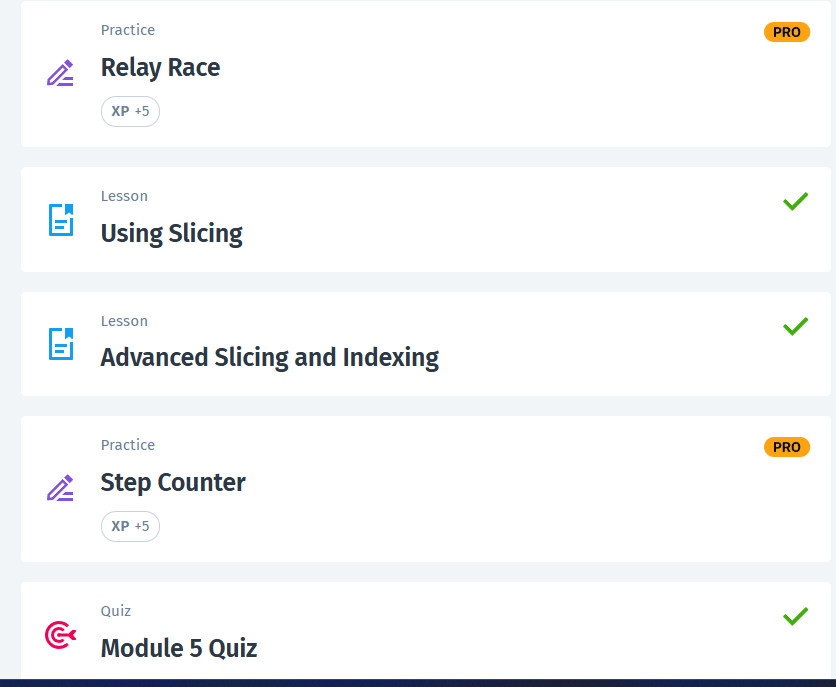 Practice
PRO
Relay Race
XP +5
Lesson
Using Slicing
Lesson
Advanced Slicing and Indexing
Practice
PRO
Step Counter
XP +5
Quiz
Module 5 Quiz